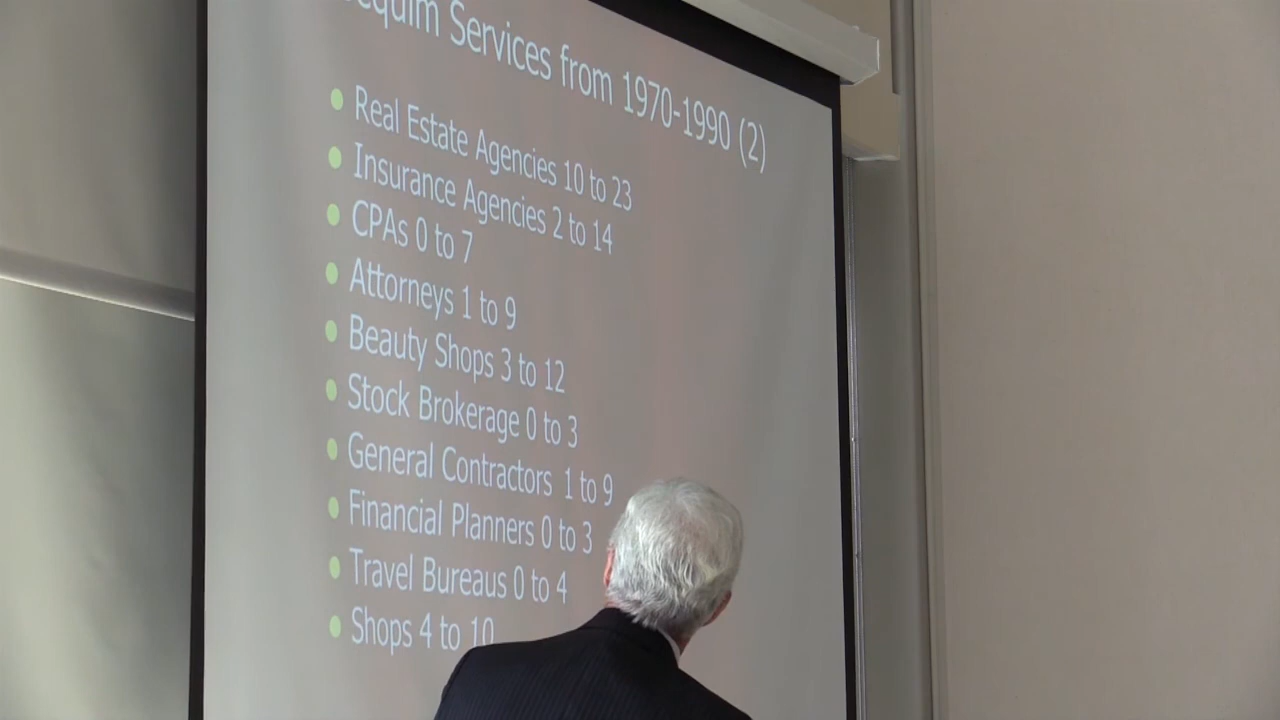 equim Services from 1970-1990 (2)
Real Estate Agencies 10 to 23
Insurance Agencies 2 to 14
CPAs 0 to 7
Attorneys 1 to 9
Beauty Shops 3 to 12
Stock Brokerage 0 to 3
General Contractors 1 to 9
Financial Planners 0 to 3
Travel Bureaus 0 to 4
Shops 4 to 10